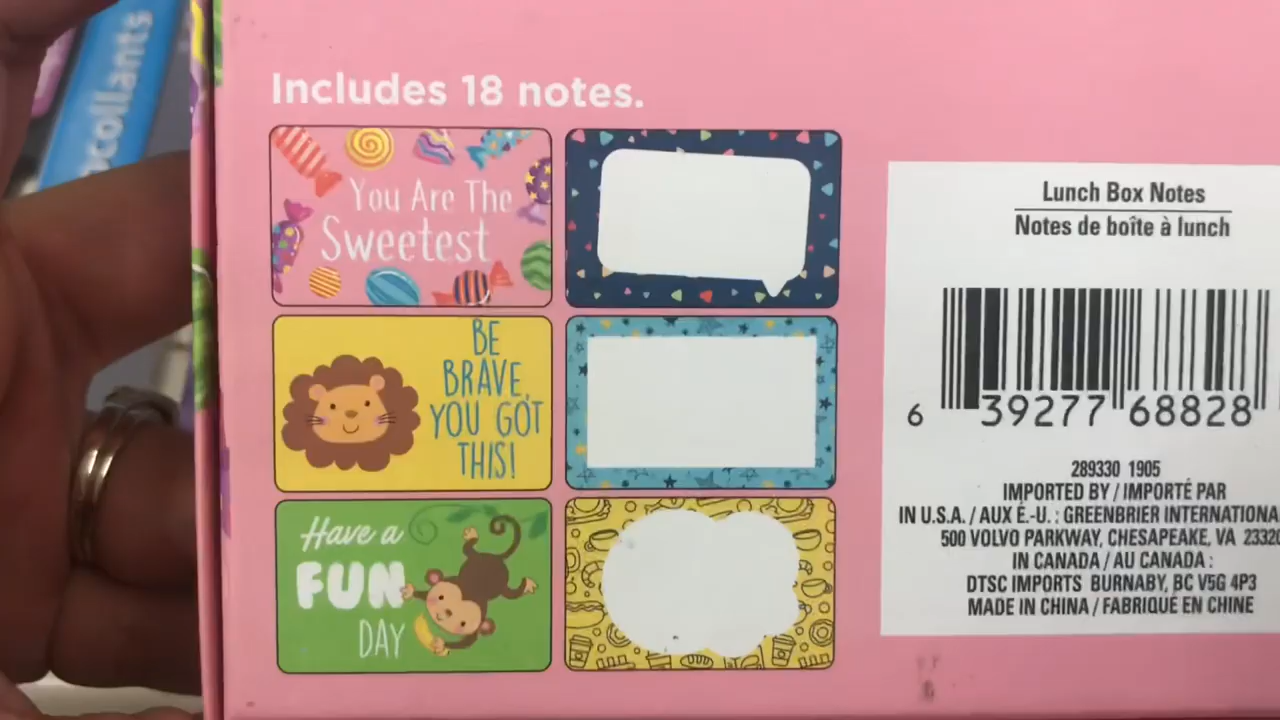 collants
Includes 18 notes.
You Are The
Sweetest
BE
BRAVE,
YOU GOT
THIS!
Have a
FUN
DAY
Lunch Box Notes
Notes de boîte à lunch
6 39277 68828
289330 1905
IMPORTED BY / IMPORTÉ PAR
IN U.S.A. / AUX É.-U. : GREENBRIER INTERNATIONA
500 VOLVO PARKWAY, CHESAPEAKE, VA 2332
IN CANADA / AU CANADA :
DTSC IMPORTS BURNABY, BC V5G 4P3
MADE IN CHINA / FABRIQUÉ EN CHINE